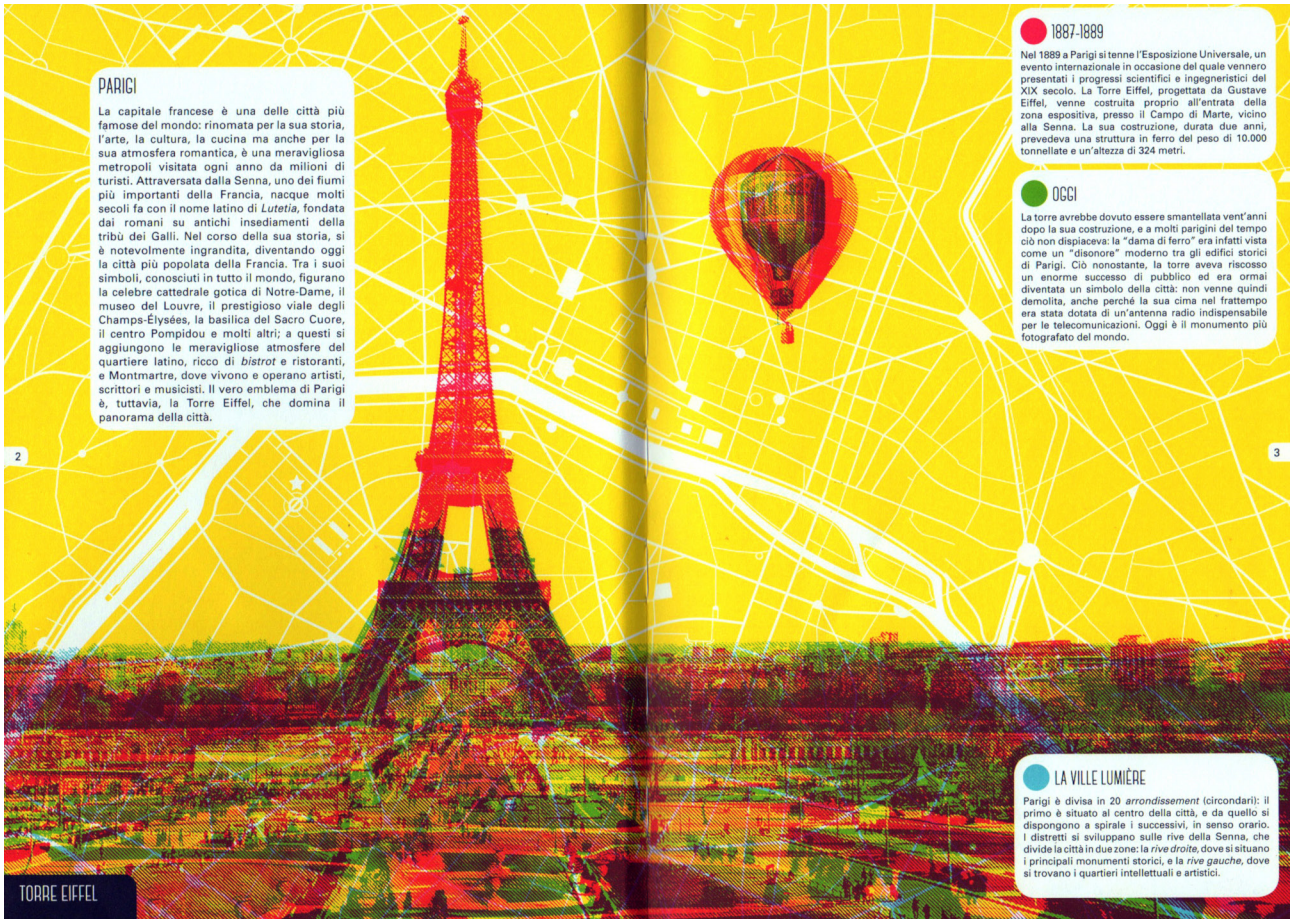 PARIGI
La capitale francese è una delle città più
famose del mondo: rinomata per la sua storia,
l'arte, la cultura, la cucina ma anche per la
sua atmosfera romantica, è una meravigliosa
metropoli visitata ogni anno da milioni di
turisti. Attraversata dalla Senna, uno dei fiumi
più importanti della Francia, nacque molti
secoli fa con il nome latino di Lutetia, fondata
dai romani su antichi insediamenti della
tribù dei Galli. Nel corso della sua storia, si
è notevolmente ingrandita, diventando oggi
la città più popolata della Francia. Tra i suoi
simboli, conosciuti in tutto il mondo, figurano
la celebre cattedrale gotica di Notre-Dame, il
museo del Louvre, il prestigioso viale degli
Champs-Élysées, la basilica del Sacro Cuore,
il centro Pompidou e molti altri; a questi si
aggiungono le meravigliose atmosfere del
quartiere latino, ricco di bistrot e ristoranti,
e Montmartre, dove vivono e operano artisti,
scrittori e musicisti. Il vero emblema di Parigi
è, tuttavia, la Torre Eiffel, che domina il
panorama della città.
2
TORRE EIFFEL
1887-1889
Nel 1889 a Parigi si tenne l'Esposizione Universale, un
evento internazionale in occasione del quale vennero
presentati i progressi scientifici e ingegneristici del
XIX secolo. La Torre Eiffel, progettata da Gustave
Eiffel, venne costruita proprio all'entrata della
zona espositiva, presso il Campo di Marte, vicino
alla Senna. La sua costruzione, durata due anni,
prevedeva una struttura in ferro del peso di 10.000
tonnellate e un'altezza di 324 metri.
OGGI
La torre avrebbe dovuto essere smantellata vent'anni
dopo la sua costruzione, e a molti parigini del tempo
ciò non dispiaceva: la "dama di ferro" era infatti vista
come un "disonore" moderno tra gli edifici storici
di Parigi. Ciò nonostante, la torre aveva riscosso
un enorme successo di pubblico ed era ormai
diventata un simbolo della città: non venne quindi
demolita, anche perché la sua cima nel frattempo
era stata dotata di un'antenna radio indispensabile
per le telecomunicazioni. Oggi è il monumento più
fotografato del mondo.
3
LA VILLE LUMIÈRE
Parigi è divisa in 20 arrondissement (circondari): il
primo è situato al centro della città, e da quello si
dispongono a spirale i successivi, in senso orario.
I distretti si sviluppano sulle rive della Senna, che
divide la città in due zone: la rive droite, dove si situano
i principali monumenti storici, e la rive gauche, dove
si trovano i quartieri intellettuali e artistici.